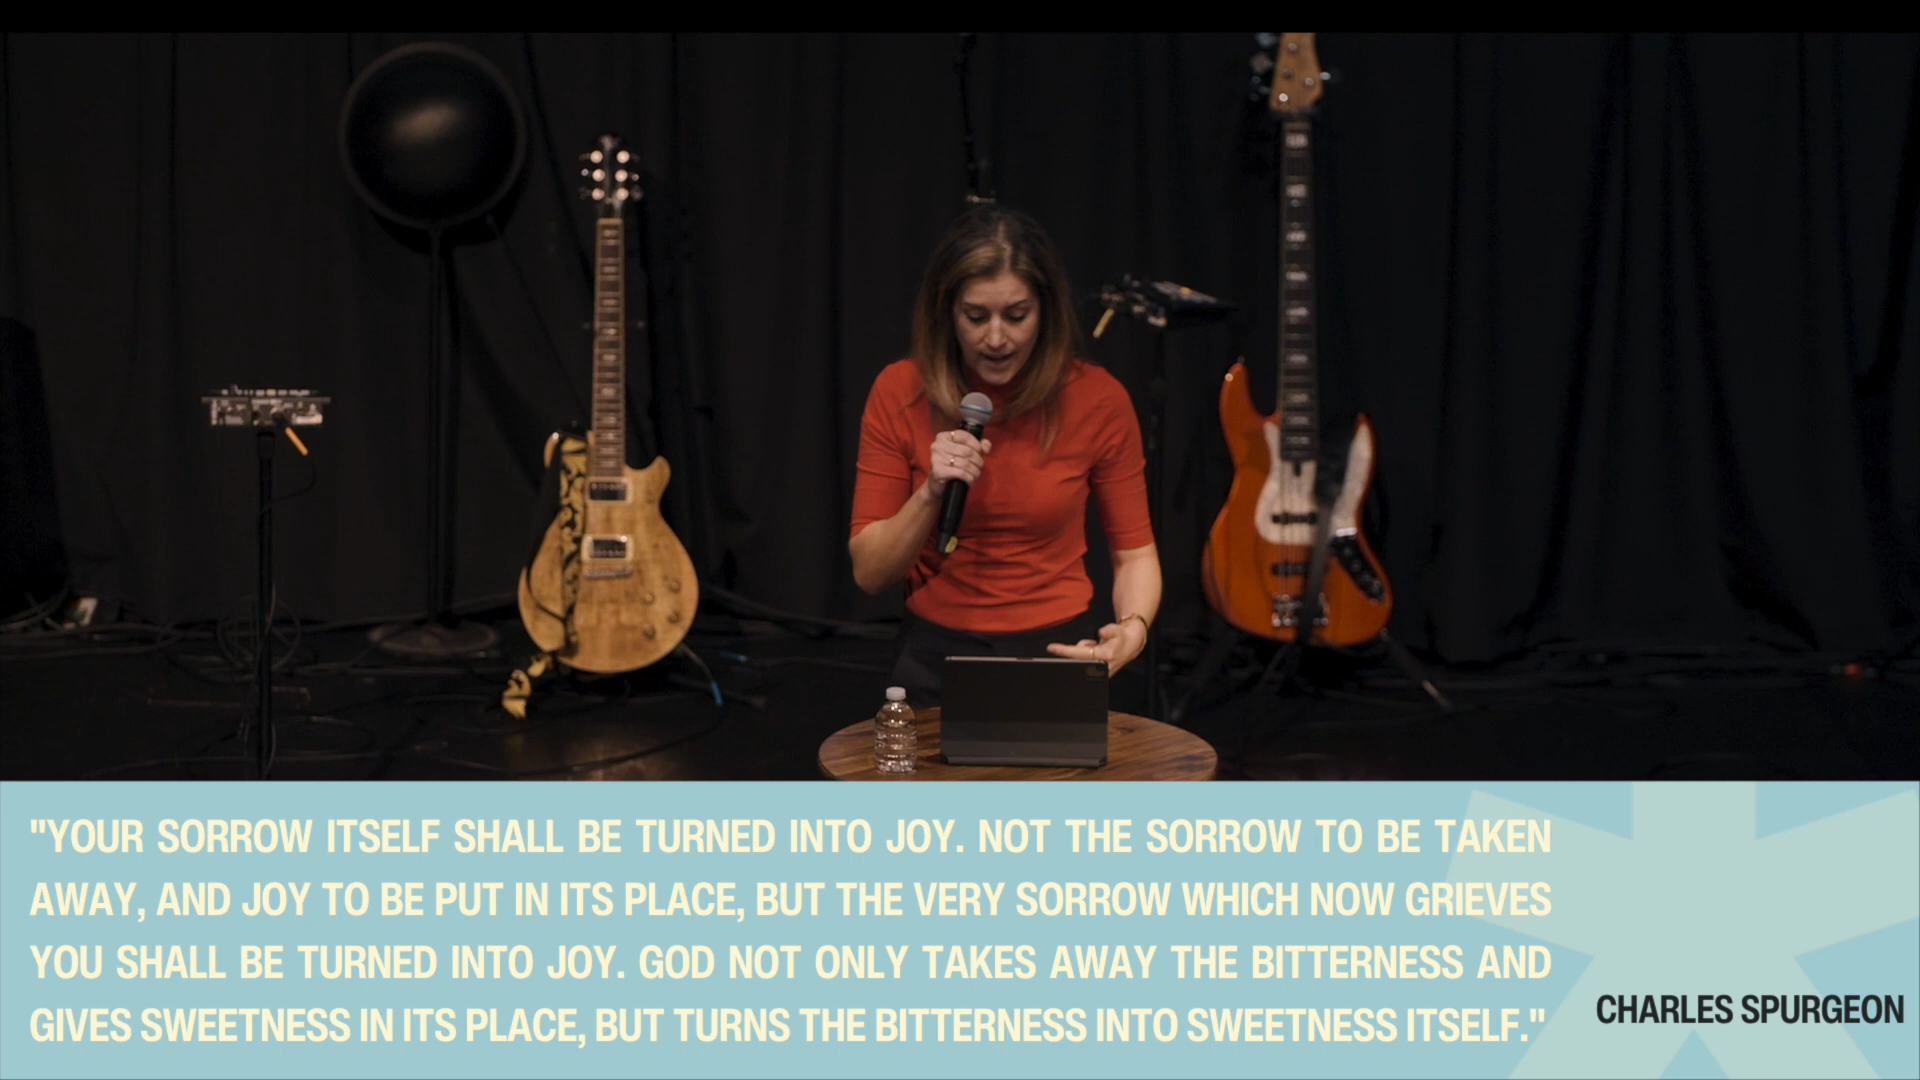 "YOUR SORROW ITSELF SHALL BE TURNED INTO JOY. NOT THE SORROW TO BE TAKEN
AWAY, AND JOY TO BE PUT IN ITS PLACE, BUT THE VERY SORROW WHICH NOW GRIEVES
YOU SHALL BE TURNED INTO JOY. GOD NOT ONLY TAKES AWAY THE BITTERNESS AND
GIVES SWEETNESS IN ITS PLACE, BUT TURNS THE BITTERNESS INTO SWEETNESS ITSELF."
CHARLES SPURGEON